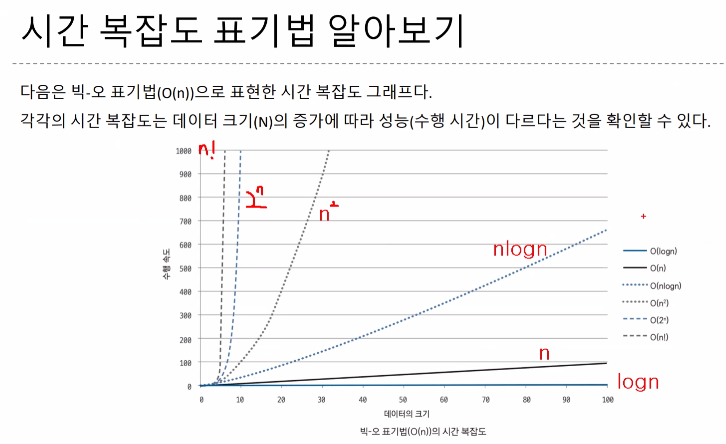 시간 복잡도 표기법 알아보기
다음은 빅-오 표기법(O(n))으로 표현한 시간 복잡도 그래프다.
각각의 시간 복잡도는 데이터 크기(N)의 증가에 따라 성능(수행 시간)이 다르다는 것을 확인할 수 있다.
1000
900
800
700
600
500
400
300
200
100
0
수행 속도
n!
2ⁿ
n²
nlogn
n
logn
O(logn)
O(n)
O(nlogn)
O(n²)
O(2ⁿ)
O(n!)
0 10 20 30 40 50 60 70 80 90 100
데이터의 크기
빅-오 표기법(O(n))의 시간 복잡도